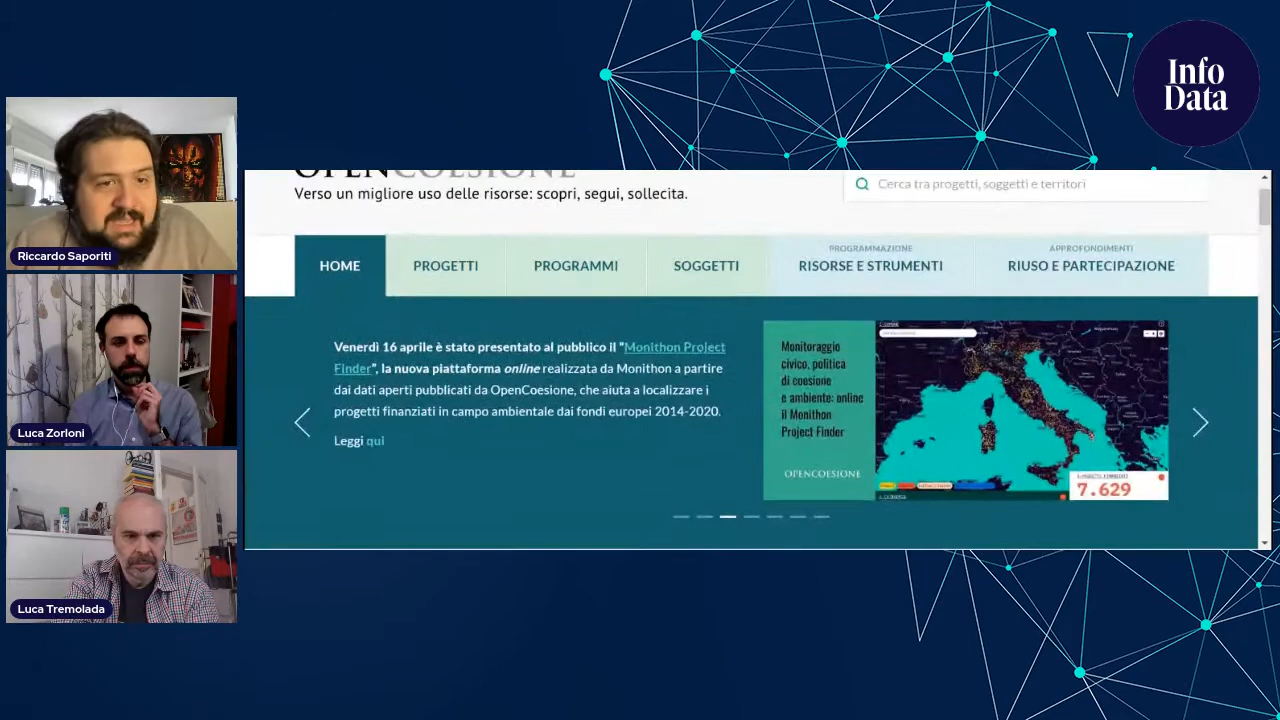 Info
Data
Riccardo Saporiti
Luca Zorloni
Luca Tremolada
OPENCOESIONE
Verso un migliore uso delle risorse: scopri, segui, sollecita.
Cerca tra progetti, soggetti e territori
HOME
PROGETTI
PROGRAMMI
SOGGETTI
PROGRAMMAZIONE
RISORSE E STRUMENTI
APPROFONDIMENTI
RIUSO E PARTECIPAZIONE
Venerdì 16 aprile è stato presentato al pubblico il "Monithon Project
Finder", la nuova piattaforma online realizzata da Monithon a partire
dai dati aperti pubblicati da OpenCoesione, che aiuta a localizzare i
progetti finanziati in campo ambientale dai fondi europei 2014-2020.
Leggi qui
Monitoraggio
civico, politica
di coesione
e ambiente: online
il Monithon
Project Finder
OPENCOESIONE
7.629